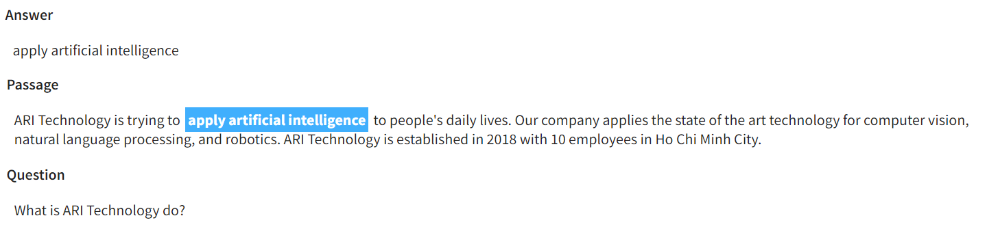 Answer
apply artificial intelligence
Passage
ARI Technology is trying to apply artificial intelligence to people's daily lives. Our company applies the state of the art technology for computer vision,
natural language processing, and robotics. ARI Technology is established in 2018 with 10 employees in Ho Chi Minh City.
Question
What is ARI Technology do?